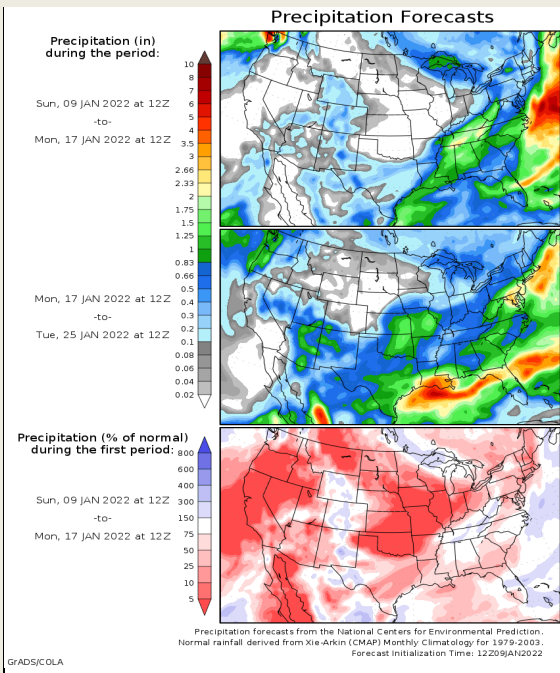 Precipitation Forecasts
Precipitation (in)
during the period:
Sun, 09 JAN 2022 at 12Z
-to-
Mon, 17 JAN 2022 at 12Z
10
8
7
6
5
4
3.5
3
2.66
2.33
2
1.75
1.5
1.25
1
0.83
0.66
0.5
0.4
0.3
0.2
0.1
0.08
0.06
0.04
0.02
Mon, 17 JAN 2022 at 12Z
-to-
Tue, 25 JAN 2022 at 12Z
Precipitation (% of normal)
during the first period:
Sun, 09 JAN 2022 at 12Z
-to-
Mon, 17 JAN 2022 at 12Z
800
600
400
300
150
75
50
25
10
5
Precipitation forecasts from the National Centers for Environmental Prediction.
Normal rainfall derived from Xie-Arkin (CMAP) Monthly Climatology for 1979-2003.
Forecast Initialization Time: 12Z09JAN2022
GrADS/COLA